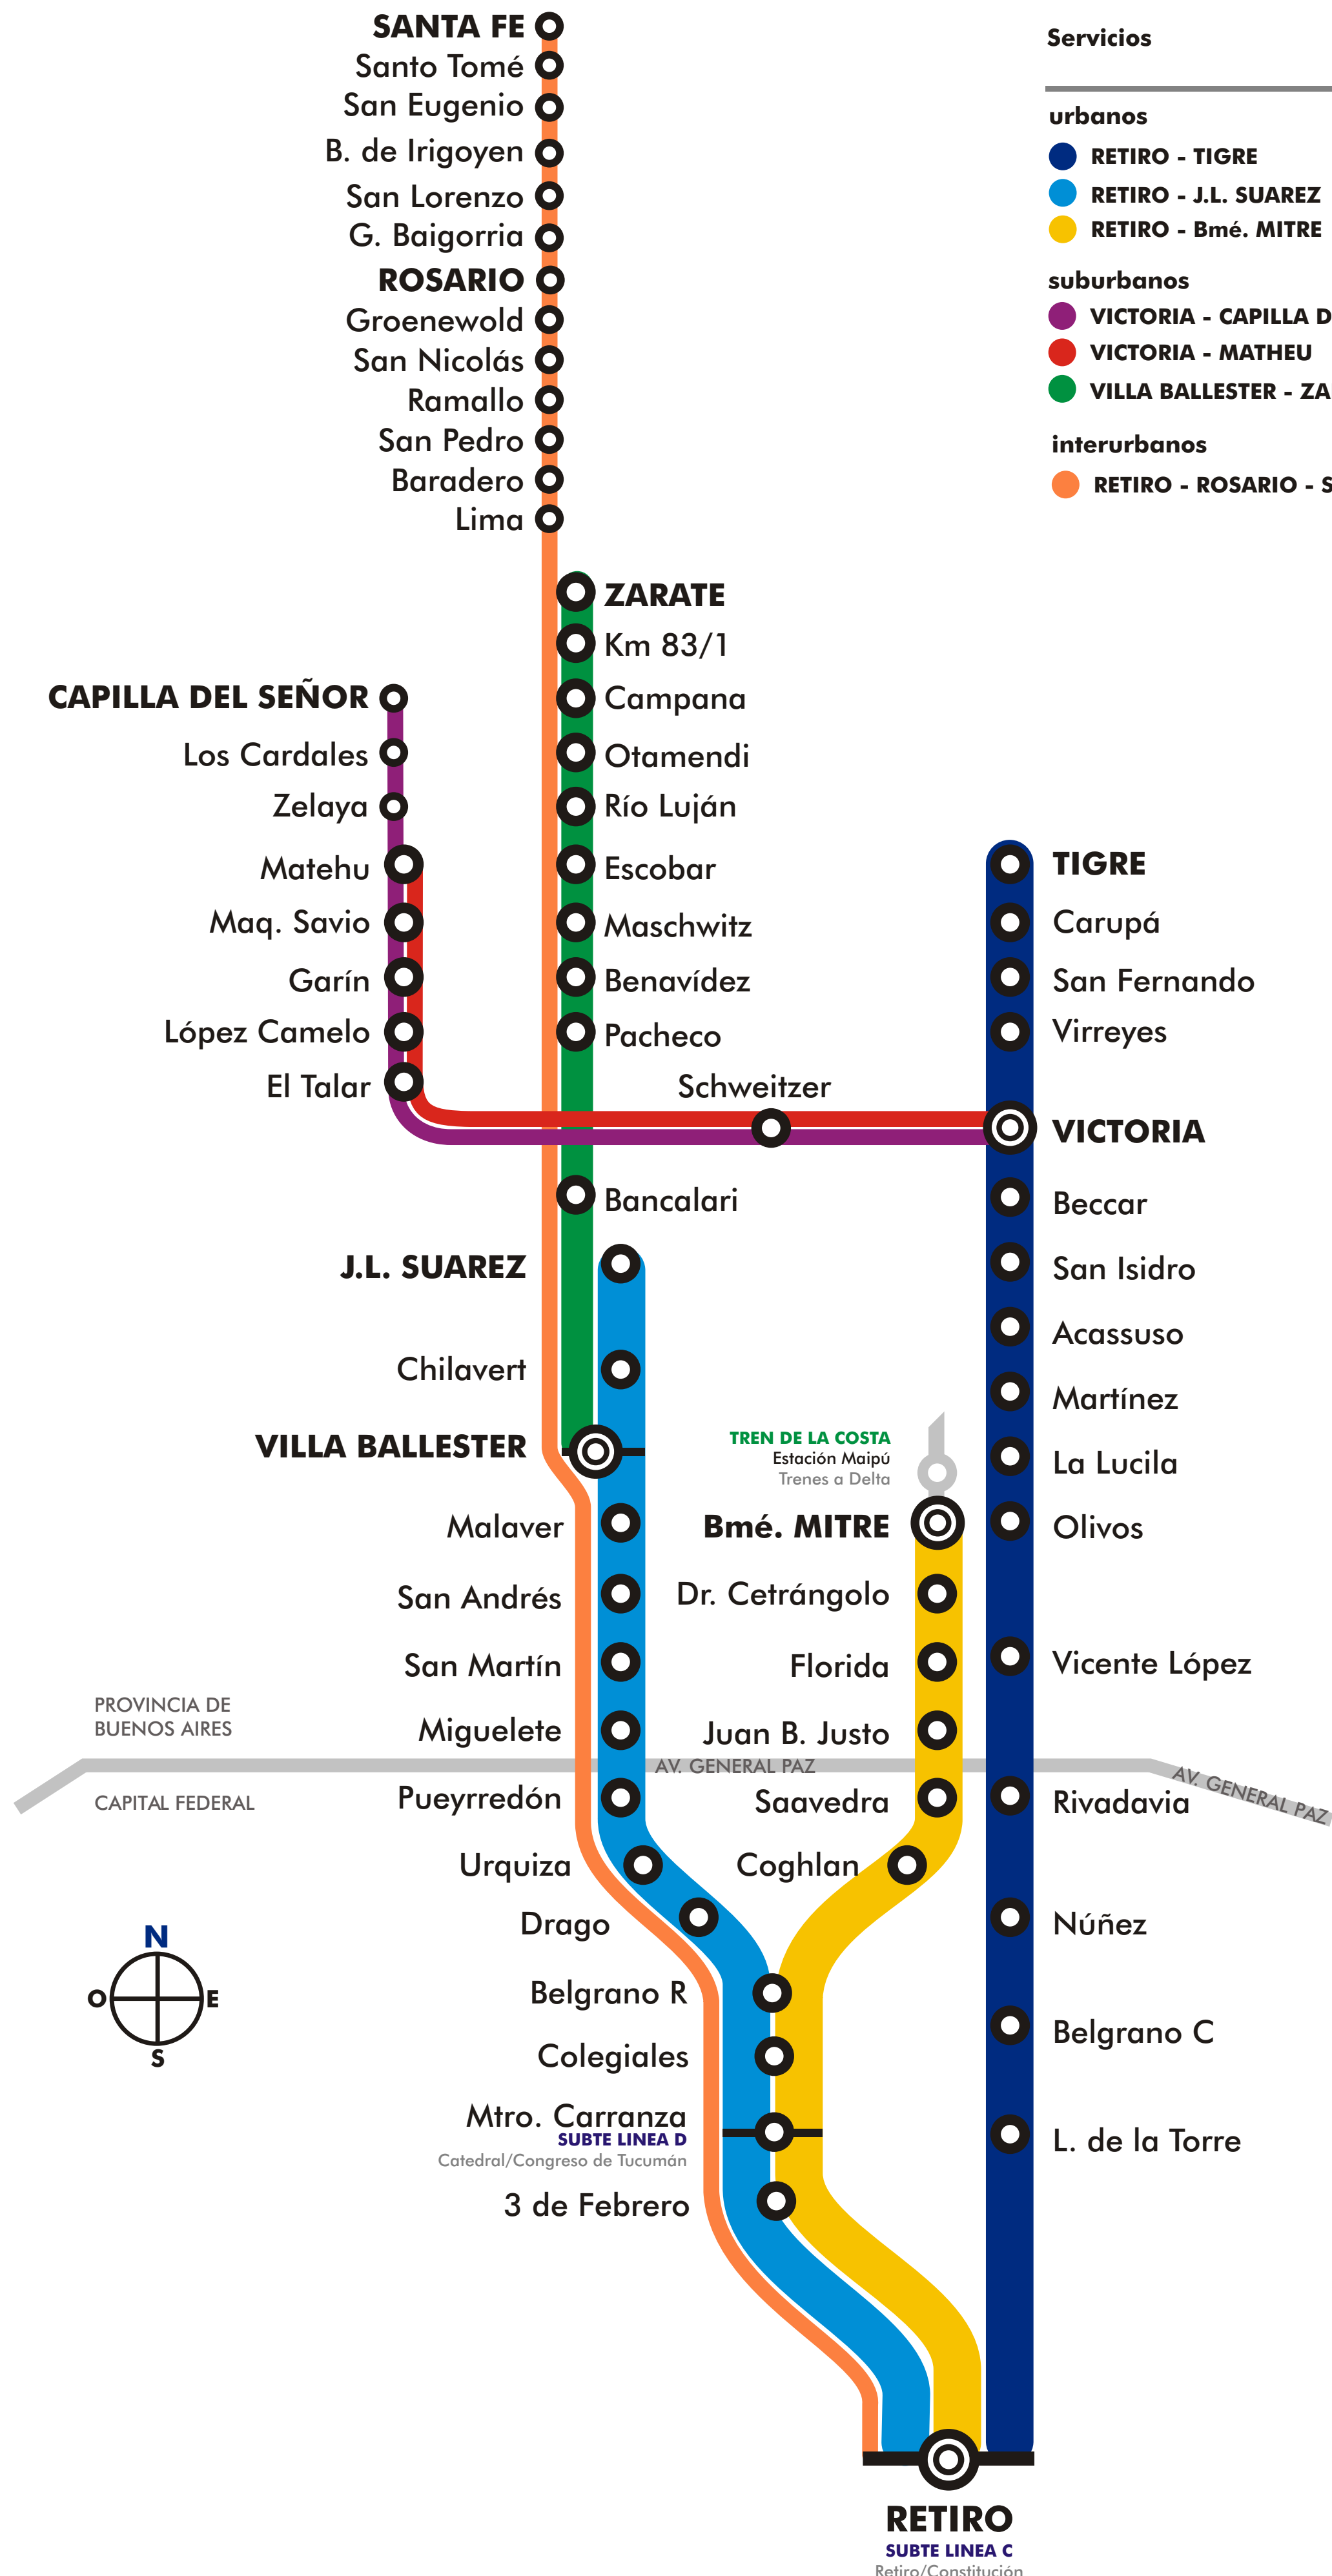 SANTA FE
Santo Tomé
San Eugenio
B. de Irigoyen
San Lorenzo
G. Baigorria
ROSARIO
Groenewold
San Nicolás
Ramallo
San Pedro
Baradero
Lima
Servicios
urbanos
RETIRO - TIGRE
RETIRO - J.L. SUAREZ
RETIRO - Bmé. MITRE
suburbanos
VICTORIA - CAPILLA D
VICTORIA - MATHEU
VILLA BALLESTER - ZA
interurbanos
RETIRO - ROSARIO - S
ZARATE
Km 83/1
Campana
Otamendi
Río Luján
Escobar
Maschwitz
Benavídez
Pacheco
Bancalari
CAPILLA DEL SEÑOR
Los Cardales
Zelaya
Matehu
Maq. Savio
Garín
López Camelo
El Talar
Schweitzer
TIGRE
Carupá
San Fernando
Virreyes
VICTORIA
Beccar
San Isidro
Acassuso
Martínez
La Lucila
Olivos
Vicente López
Rivadavia
Núñez
Belgrano C
L. de la Torre
J.L. SUAREZ
Chilavert
VILLA BALLESTER
Malaver
San Andrés
San Martín
Miguelete
Pueyrredón
Urquiza
Drago
Belgrano R
Colegiales
Mtro. Carranza
SUBTE LINEA D
Catedral/Congreso de Tucumán
3 de Febrero
TREN DE LA COSTA
Estación Maipú
Trenes a Delta
Bmé. MITRE
Dr. Cetrángolo
Florida
Juan B. Justo
Saavedra
Coghlan
PROVINCIA DE
BUENOS AIRES
CAPITAL FEDERAL
AV. GENERAL PAZ
AV. GENERAL PAZ
N
O
E
S
RETIRO
SUBTE LINEA C
Retiro/Constitución